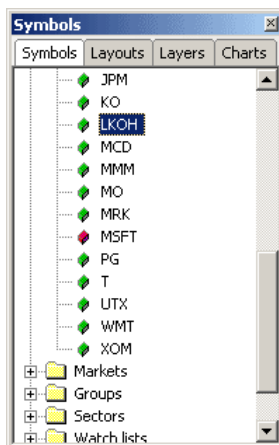 Symbols
Symbols Layouts Layers Charts
JPM
KO
LKOH
MCD
MMM
MO
MRK
MSFT
PG
T
UTX
WMT
XOM
Markets
Groups
Sectors
Watch lists